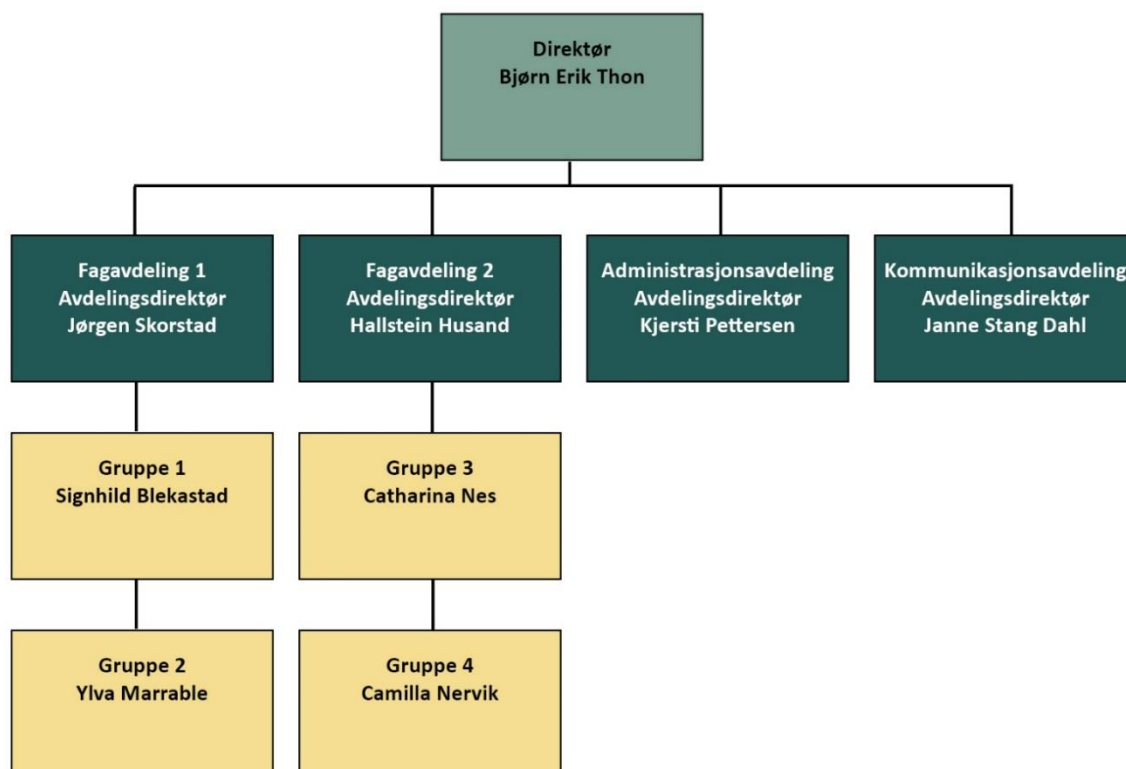 Direktør
Bjørn Erik Thon
Fagavdeling 1
Avdelingsdirektør
Jørgen Skorstad
Fagavdeling 2
Avdelingsdirektør
Hallstein Husand
Administrasjonsavdeling
Avdelingsdirektør
Kjersti Pettersen
Kommunikasjonsavdeling
Avdelingsdirektør
Janne Stang Dahl
Gruppe 1
Signhild Blekastad
Gruppe 3
Catharina Nes
Gruppe 2
Ylva Marrable
Gruppe 4
Camilla Nervik